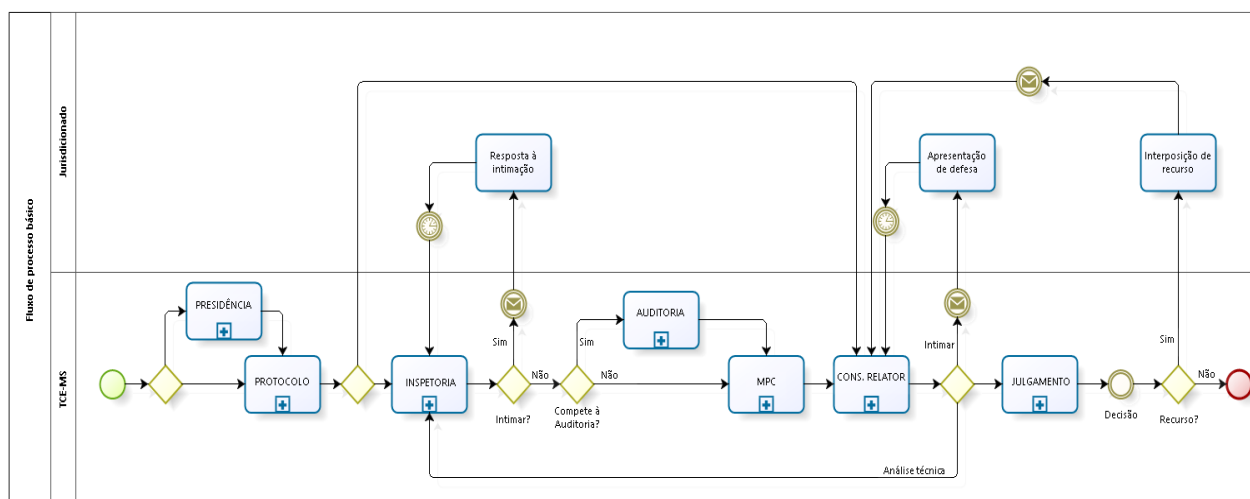 Fluxo de processo básico
Jurisdicionado
Resposta à
intimação
Apresentação
de defesa
Interposição de
recurso
TCE-MS
PRESIDÊNCIA
PROTOCOLO
INSPETORIA
Sim
Não
Intimar?
Sim
Não
Compete à
Auditoria?
AUDITORIA
MPC
CONS. RELATOR
Intimar
Análise técnica
JULGAMENTO
Decisão
Sim
Não
Recurso?